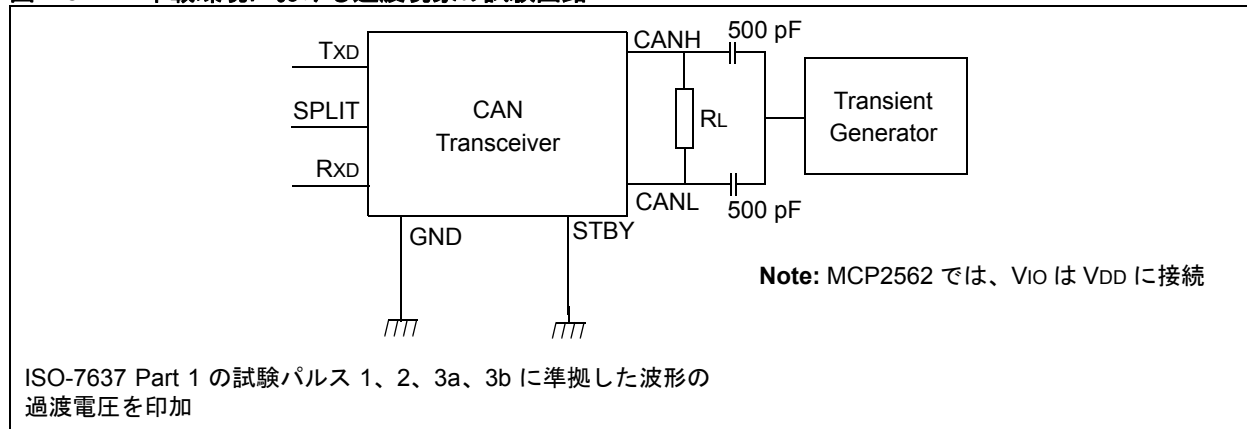 CANH
500 pF
TXD
SPLIT
CAN
Transceiver
RL
Transient
Generator
RXD
CANL
500 pF
GND
STBY
Note: MCP2562 では、VIO は VDD に接続
ISO-7637 Part 1 の試験パルス 1、2、3a、3b に準拠した波形の
過渡電圧を印加